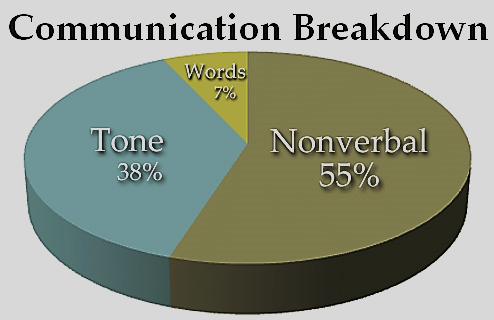 Communication Breakdown
Words
7%
Tone
38%
Nonverbal
55%